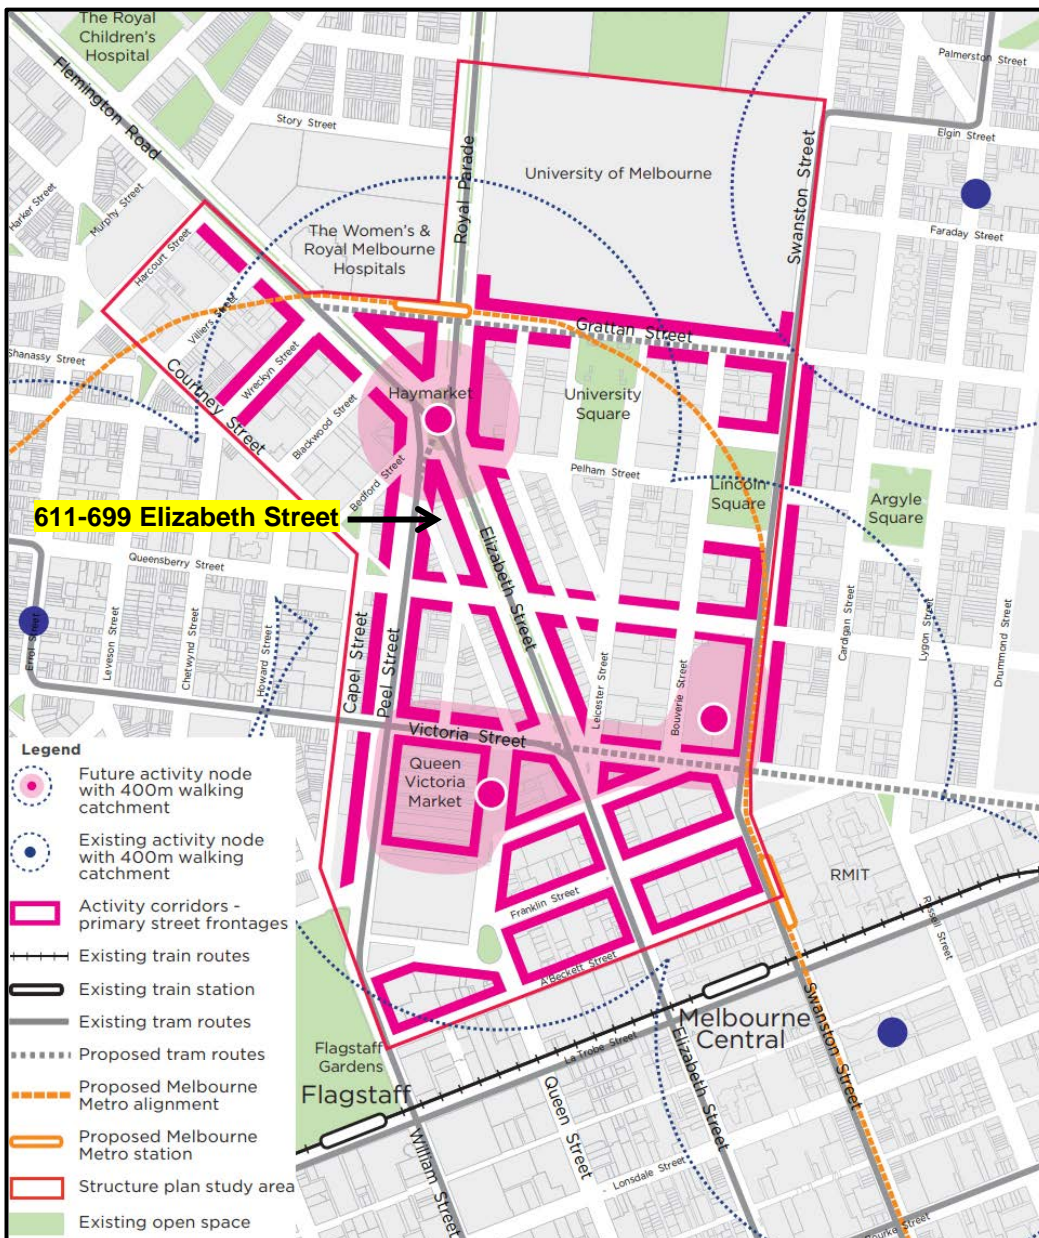 The Royal
Children's
Hospital
Palmerston Street
Flemington Road
Story Street
Elgin Street
Royal Parade
University of Melbourne
Swanston Street
Harker Street
Murphy Street
Faraday Street
The Women's &
Royal Melbourne
Hospitals
Harcourt Street
Villiers Street
Grattan Street
Shanassy Street
Wreckyn Street
Courtney Street
Haymarket
University
Square
Blackwood Street
Pelham Street
Bedford Street
Lincoln
Square
Argyle
Square
611-699 Elizabeth Street
Elizabeth Street
Queensberry Street
Errol Street
Leveson Street
Chetwynd Street
Howard Street
Capel Street
Peel Street
Leicester Street
Bouverie Street
Cardigan Street
Lygon Street
Drummond Street
Victoria Street
Queen
Victoria
Market
Legend
Future activity node
with 400m walking
catchment
Existing activity node
with 400m walking
catchment
Activity corridors -
primary street frontages
Existing train routes
Existing train station
Existing tram routes
Proposed tram routes
Proposed Melbourne
Metro alignment
Proposed Melbourne
Metro station
Structure plan study area
Existing open space
RMIT
Franklin Street
Russell Street
A'Beckett Street
Melbourne
Central
Swanston Street
Elizabeth Street
La Trobe Street
Flagstaff
Gardens
Flagstaff
Queen Street
William Street
Lonsdale Street
ourke Street